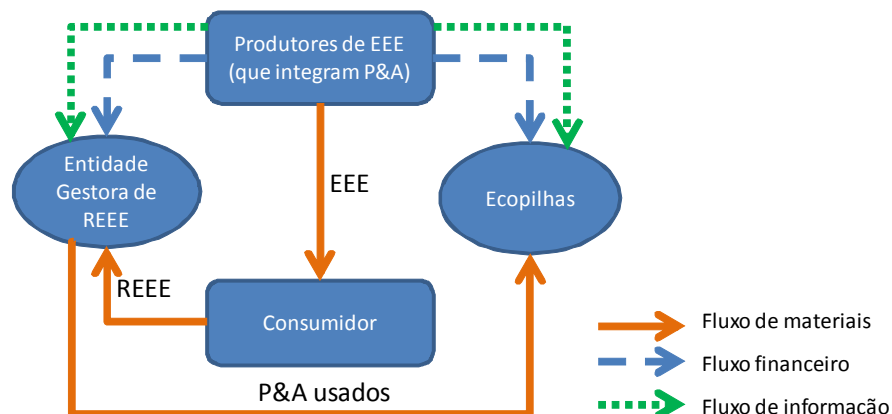 Produtores de EEE
(que integram P&A)
Entidade
Gestora de
REEE
EEE
Ecopilhas
REEE
Consumidor
P&A usados
Fluxo de materiais
Fluxo financeiro
Fluxo de informação